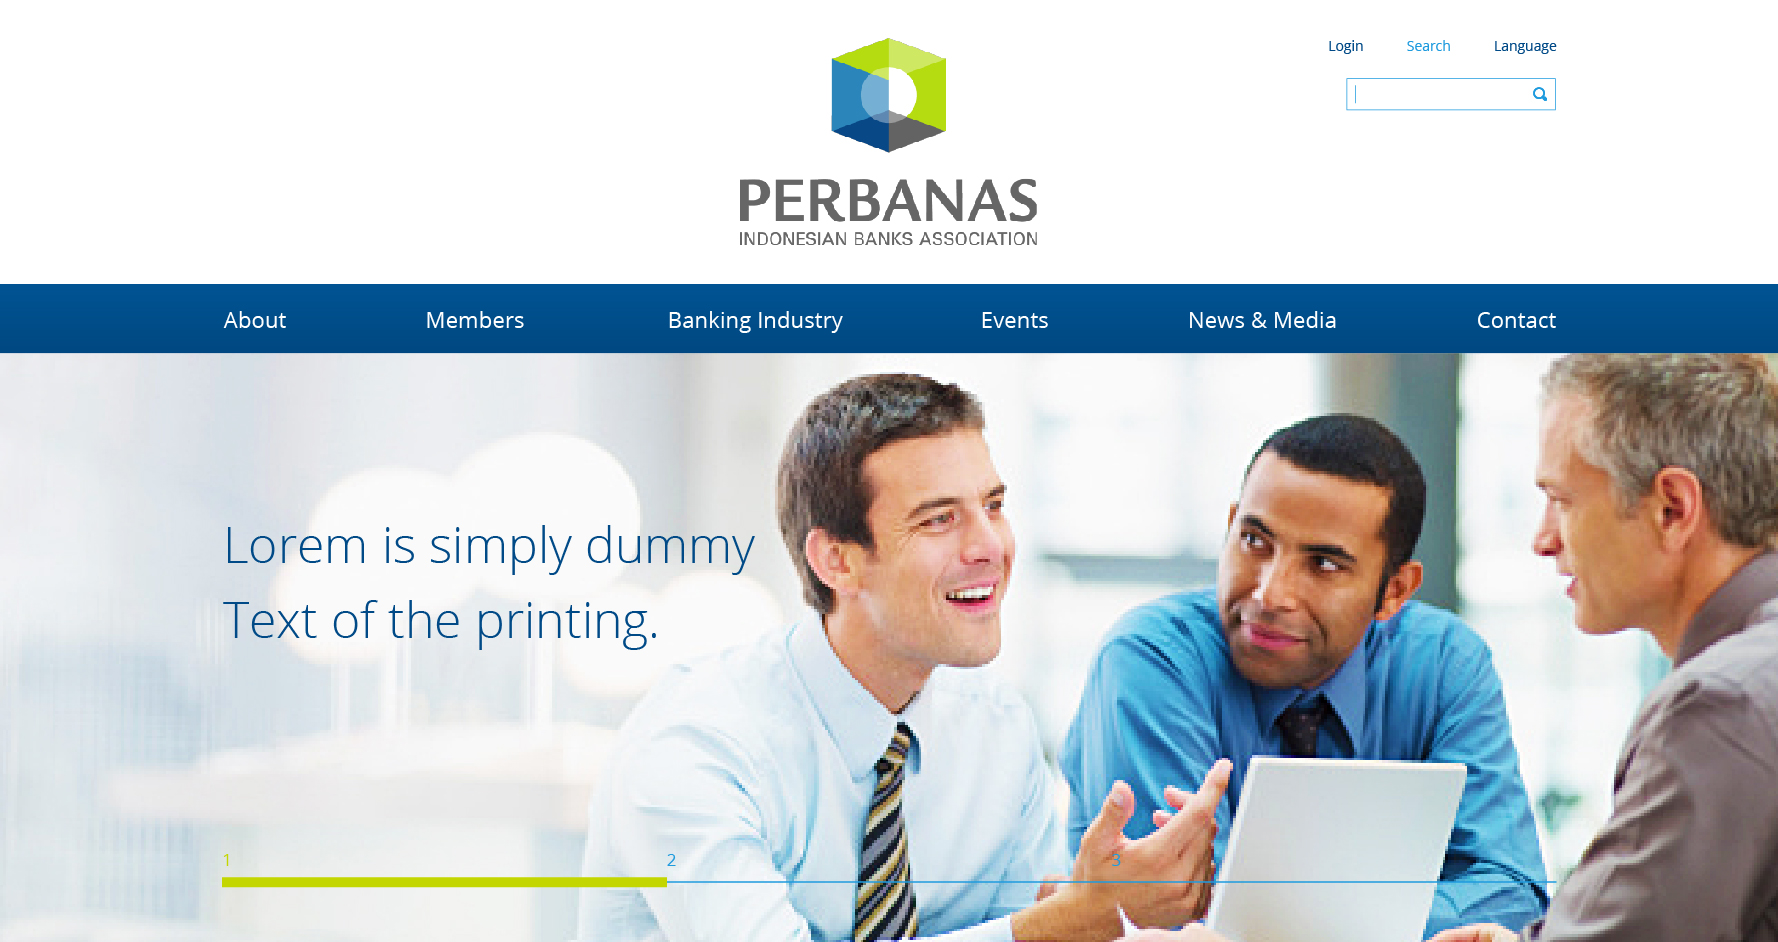 Login Search Language
PERBANAS
INDONESIAN BANKS ASSOCIATION
About Members Banking Industry Events News & Media Contact
Lorem is simply dummy
Text of the printing.
1 2 3